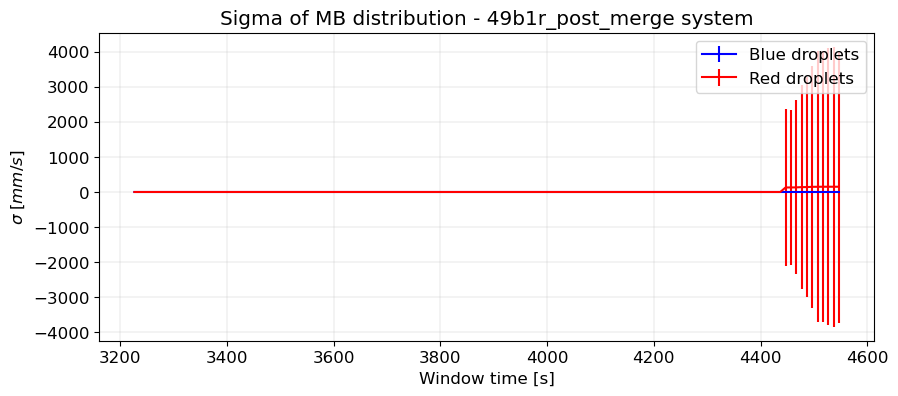 Sigma of MB distribution - 49b1r_post_merge system
4000
3000
2000
1000
0
−1000
−2000
−3000
−4000
σ [mm/s]
Blue droplets
Red droplets
3200 3400 3600 3800 4000 4200 4400 4600
Window time [s]